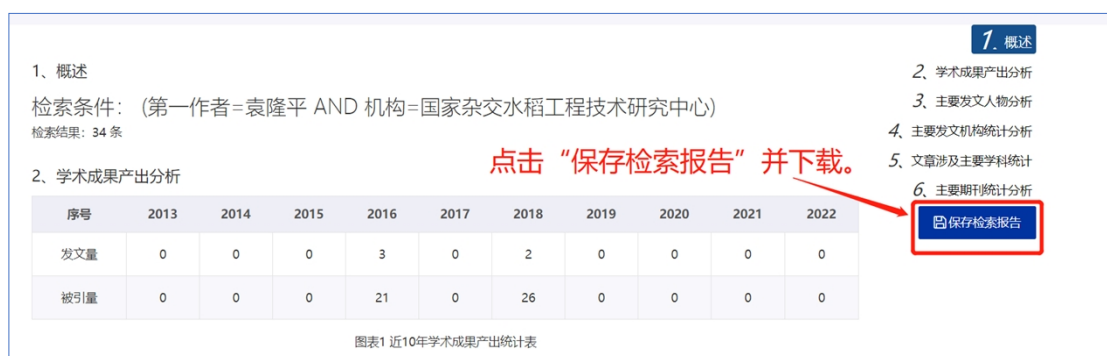 1. 概述
1、概述
2、学术成果产出分析
检索条件: (第一作者=袁隆平 AND 机构=国家杂交水稻工程技术研究中心)
3、主要发文人物分析
检索结果: 34 条
4、主要发文机构统计分析
点击“保存检索报告”并下载。
5、文章涉及主要学科统计
2、学术成果产出分析
6、主要期刊统计分析
序号 2013 2014 2015 2016 2017 2018 2019 2020 2021 2022
保存检索报告
发文量 0 0 0 3 0 2 0 0 0 0
被引量 0 0 0 21 0 26 0 0 0 0
图表1 近10年学术成果产出统计表